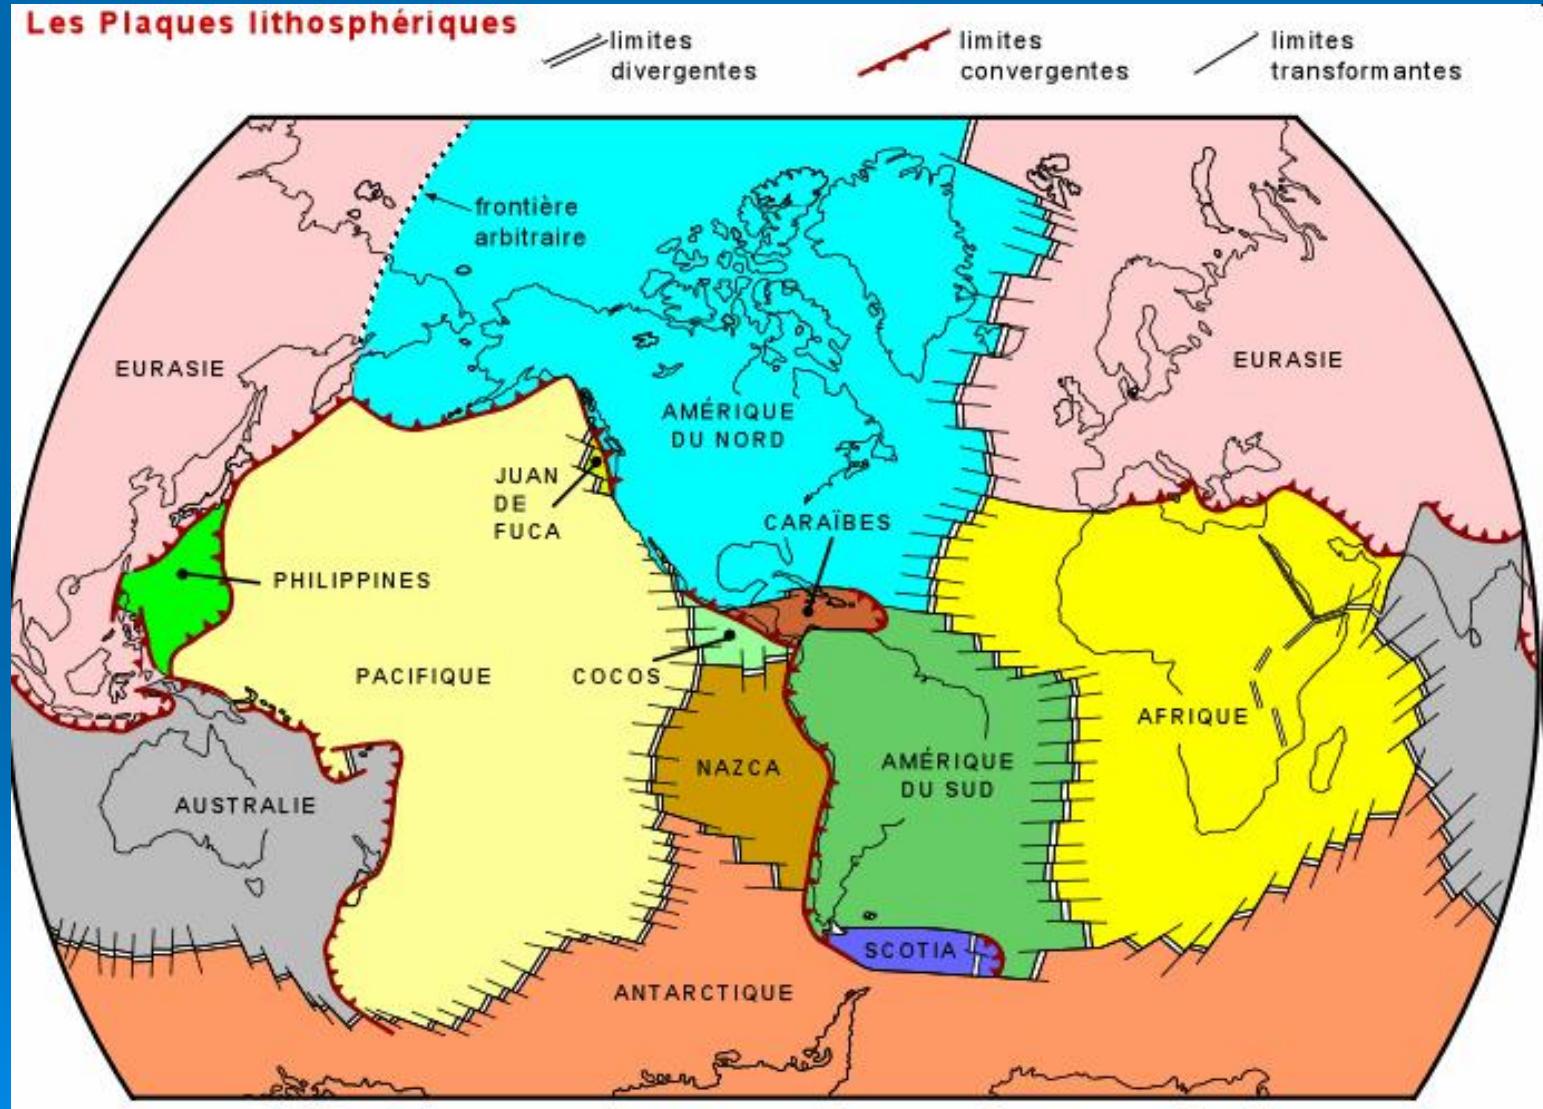 Les Plaques lithosphériques
limites
divergentes
limites
convergentes
limites
transformantes
frontière
arbitraire
EURASIE
EURASIE
AMÉRIQUE
DU NORD
JUAN
DE
FUCA
CARAÏBES
PHILIPPINES
PACIFIQUE
COCOS
AFRIQUE
NAZCA
AMÉRIQUE
DU SUD
AUSTRALIE
SCOTIA
ANTARCTIQUE